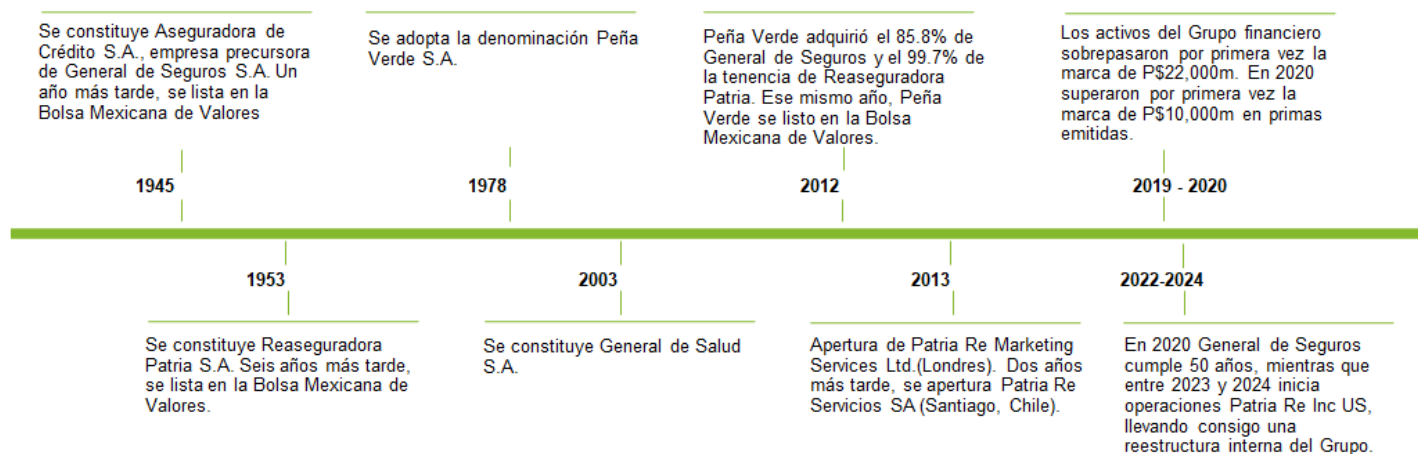 Se constituye Aseguradora de
Crédito S.A., empresa precursora
de General de Seguros S.A. Un
año más tarde, se lista en la
Bolsa Mexicana de Valores
1945
Se adopta la denominación Peña
Verde S.A.
1978
Peña Verde adquirió el 85.8% de
General de Seguros y el 99.7% de
la tenencia de Reaseguradora
Patria. Ese mismo año, Peña
Verde se listo en la Bolsa
Mexicana de Valores.
2012
Los activos del Grupo financiero
sobrepasaron por primera vez la
marca de P$22,000m. En 2020
superaron por primera vez la
marca de P$10,000m en primas
emitidas.
2019 - 2020
1953
Se constituye Reaseguradora
Patria S.A. Seis años más tarde,
se lista en la Bolsa Mexicana de
Valores.
2003
Se constituye General de Salud
S.A.
2013
Apertura de Patria Re Marketing
Services Ltd.(Londres). Dos años
más tarde, se apertura Patria Re
Servicios SA (Santiago, Chile).
2022-2024
En 2020 General de Seguros
cumple 50 años, mientras que
entre 2023 y 2024 inicia
operaciones Patria Re Inc US,
llevando consigo una
reestructura interna del Grupo.